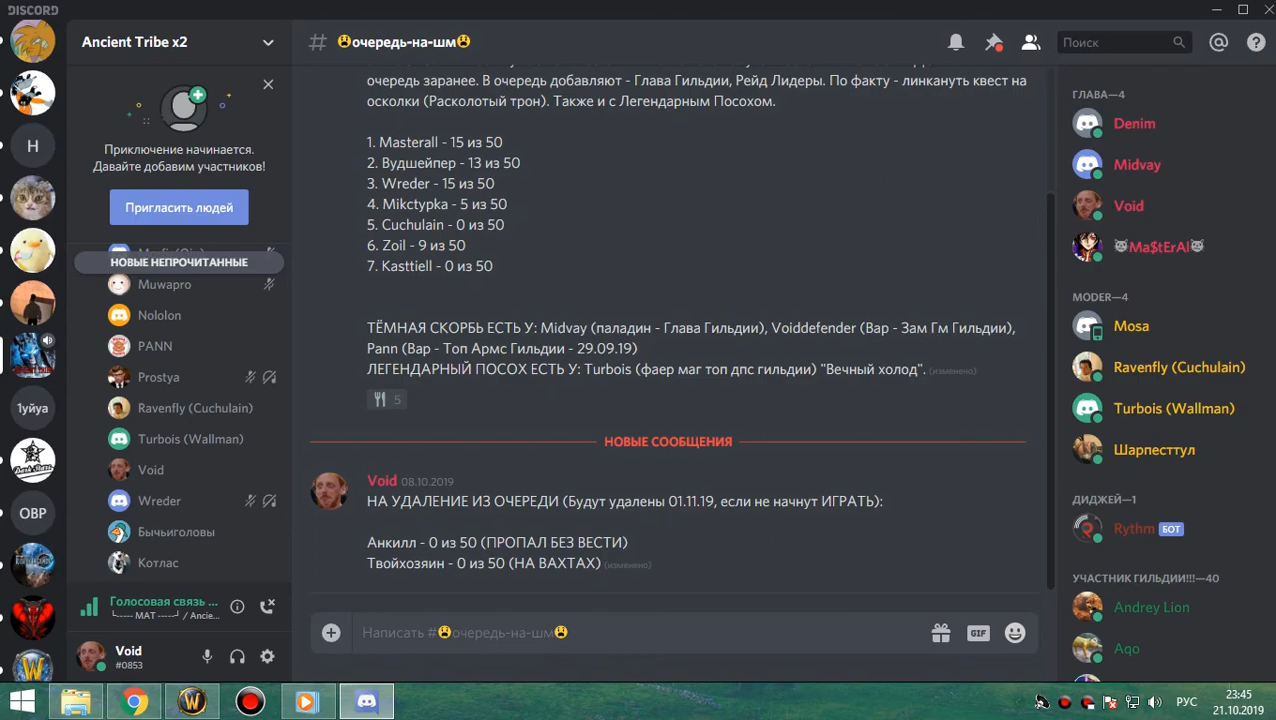 DISCORD
Ancient Tribe x2
Приключение начинается.
Давайте добавим участников!
Пригласить людей
НОВЫЕ НЕПРОЧИТАННЫЕ
Muwapro
Nololon
PANN
Prostya
Ravenfly (Cuchulain)
Turbois (Wallman)
Void
Wreder
Бычьиголовы
Котлас
Голосовая связь ...
МАТ -----┘ / Ancie...
Void
#0853
Н
1уйуа
ОВР
# 😫очередь-на-шм😫
Поиск
очередь заранее. В очередь добавляют - Глава Гильдии, Рейд Лидеры. По факту - линкануть квест на
осколки (Расколотый трон). Также и с Легендарным Посохом.
1. Masterall - 15 из 50
2. Вудшейпер - 13 из 50
3. Wreder - 15 из 50
4. Mikстурка - 5 из 50
5. Cuchulain - 0 из 50
6. Zoil - 9 из 50
7. Kasttiell - 0 из 50
ТЁМНАЯ СКОРБЬ ЕСТЬ У: Midvay (паладин - Глава Гильдии), Voiddefender (Вар - Зам Гм Гильдии),
Pann (Вар - Топ Армс Гильдии - 29.09.19)
ЛЕГЕНДАРНЫЙ ПОСОХ ЕСТЬ У: Turbois (фаер маг топ дпс гильдии) "Вечный холод". (изменено)
5
НОВЫЕ СООБЩЕНИЯ
Void 08.10.2019
НА УДАЛЕНИЕ ИЗ ОЧЕРЕДИ (Будут удалены 01.11.19, если не начнут ИГРАТЬ):
Анкилл - 0 из 50 (ПРОПАЛ БЕЗ ВЕСТИ)
Твойхозяин - 0 из 50 (НА ВАХТАХ) (изменено)
Написать #😫очередь-на-шм😫
GIF
ГЛАВА—4
Denim
Midvay
Void
😼Ma$tErAl😼
MODER—4
Mosa
Ravenfly (Cuchulain)
Turbois (Wallman)
Шарпесттул
ДИДЖЕЙ—1
Rythm БОТ
УЧАСТНИК ГИЛЬДИИ!!!—40
Andrey Lion
Aqo
РУС
23:45
21.10.2019